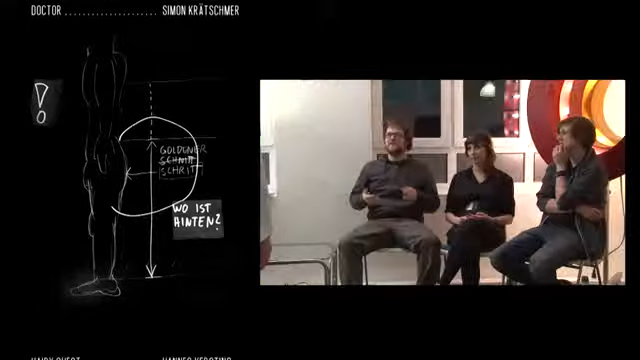 DOCTOR ..................... SIMON KRÄTSCHMER
!
GOLDENER
SCHNITT
SCHRITT
WO IST
HINTEN?